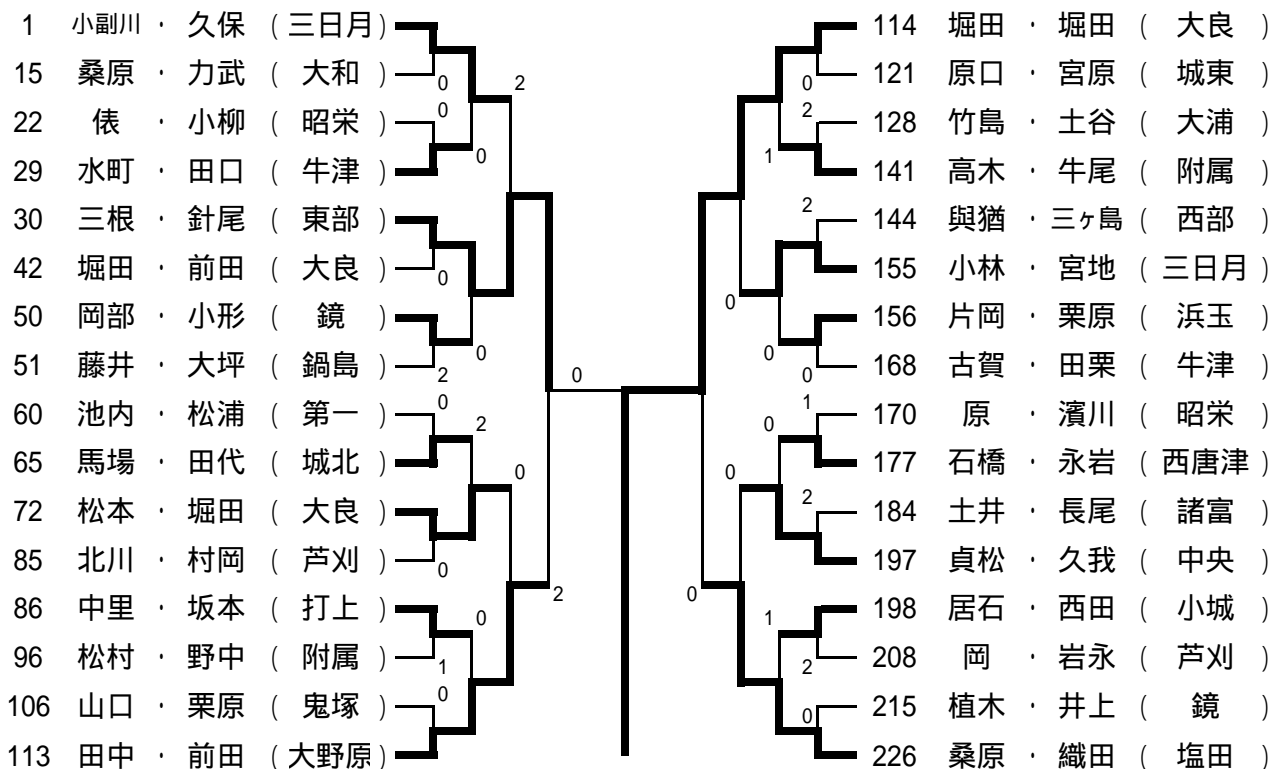 1 小副川 · 久保 ( 三日月 )
15 桑原 · 力武 ( 大和 )
0
2
22 俵 · 小柳 ( 昭栄 )
0
29 水町 · 田口 ( 牛津 )
0
30 三根 · 針尾 ( 東部 )
42 堀田 · 前田 ( 大良 )
0
50 岡部 · 小形 ( 鏡 )
0
51 藤井 · 大坪 ( 鍋島 )
2
0
60 池内 · 松浦 ( 第一 )
0
2
65 馬場 · 田代 ( 城北 )
0
72 松本 · 堀田 ( 大良 )
85 北川 · 村岡 ( 芦刈 )
0
2
86 中里 · 坂本 ( 打上 )
0
96 松村 · 野中 ( 附属 )
1
0
106 山口 · 栗原 ( 鬼塚 )
113 田中 · 前田 ( 大野原 )
114 堀田 · 堀田 ( 大良 )
121 原口 · 宮原 ( 城東 )
0
2
128 竹島 · 土谷 ( 大浦 )
1
141 高木 · 牛尾 ( 附属 )
2
144 與猶 · 三ヶ島 ( 西部 )
155 小林 · 宮地 ( 三日月 )
0
156 片岡 · 栗原 ( 浜玉 )
0
168 古賀 · 田栗 ( 牛津 )
0
1
170 原 · 濱川 ( 昭栄 )
0
177 石橋 · 永岩 ( 西唐津 )
0
2
184 土井 · 長尾 ( 諸富 )
197 貞松 · 久我 ( 中央 )
0
198 居石 · 西田 ( 小城 )
1
208 岡 · 岩永 ( 芦刈 )
2
215 植木 · 井上 ( 鏡 )
0
226 桑原 · 織田 ( 塩田 )